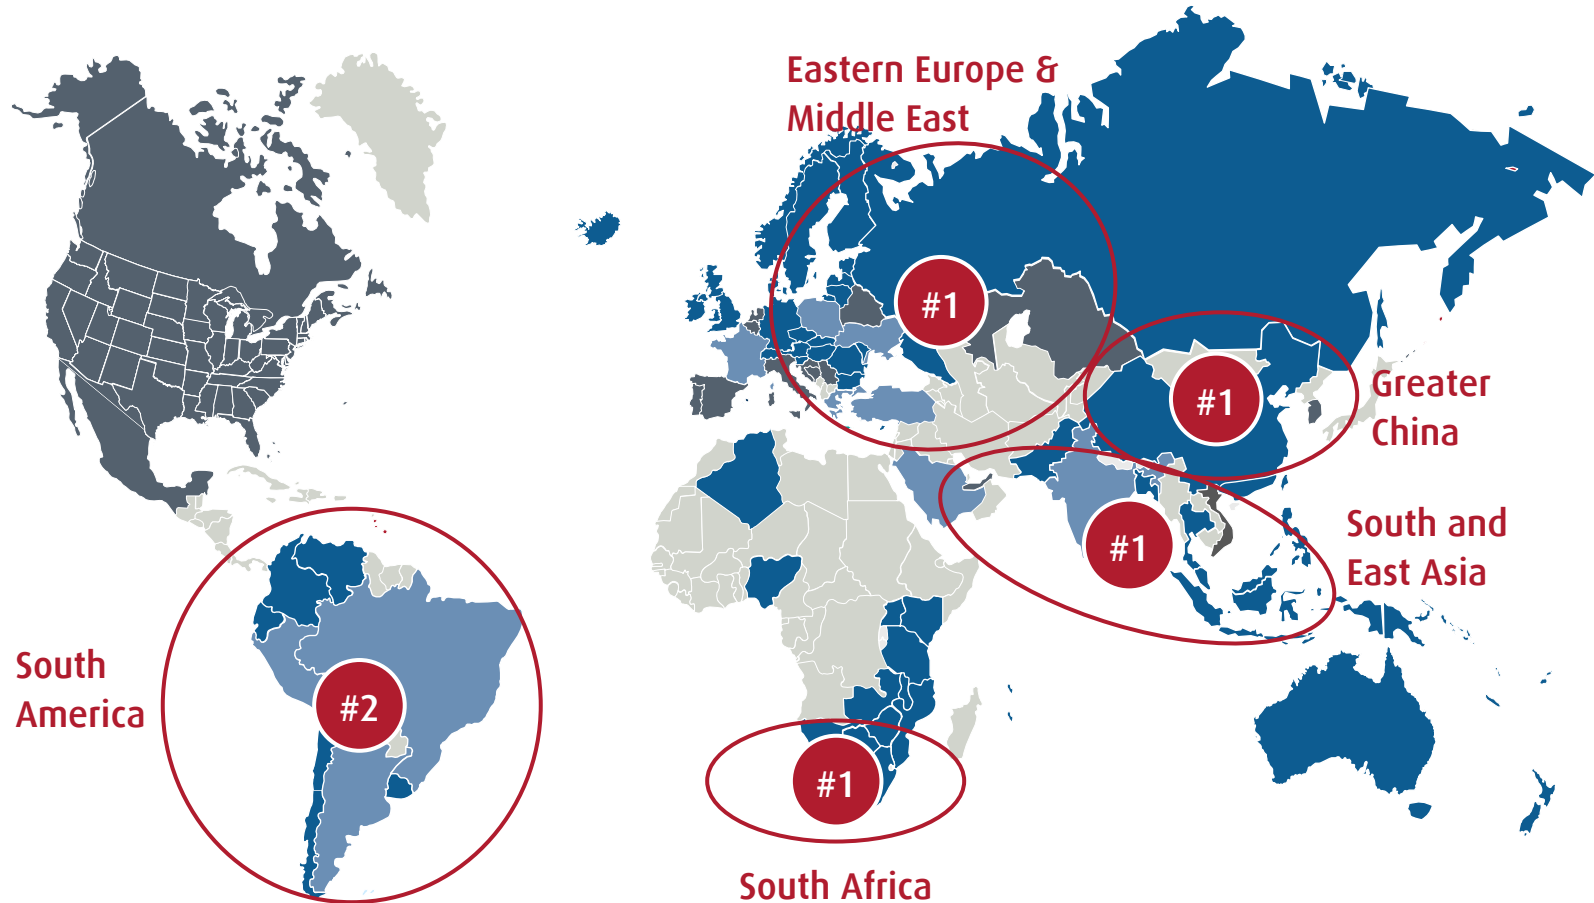 Eastern Europe &
Middle East
#1
#1
Greater
China
South and
East Asia
#1
South
America
#2
#1
South Africa